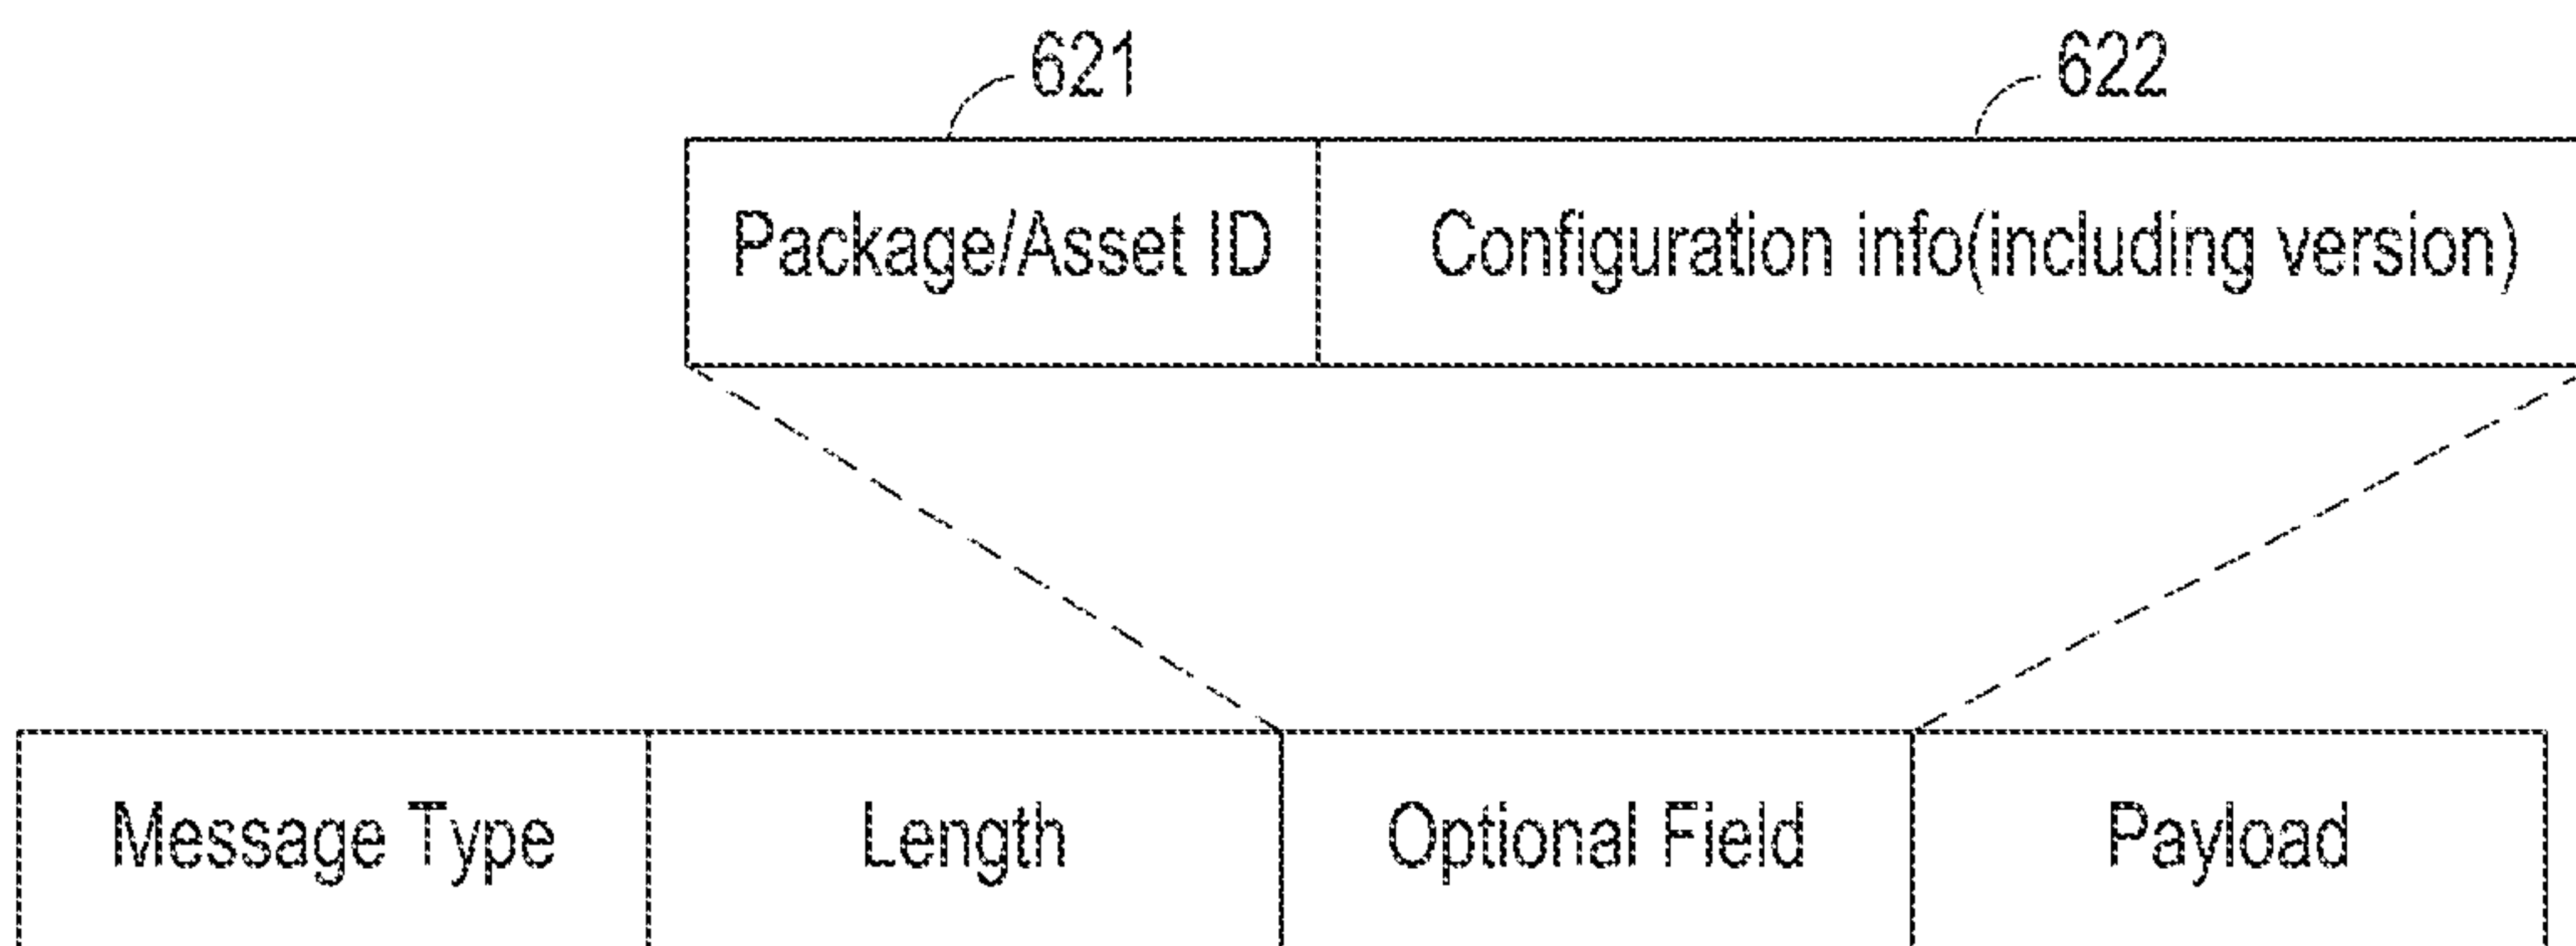 621 622
Package/Asset ID Configuration info(including version)
Message Type Length Optional Field Payload